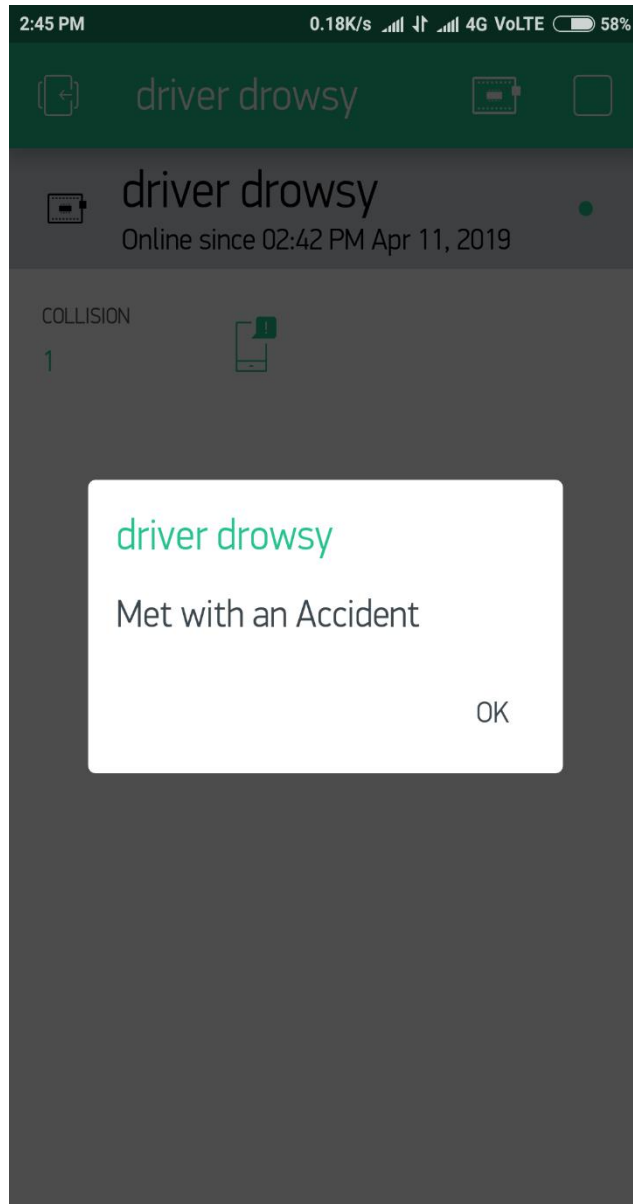 2:45 PM 0.18K/s 4G VoLTE 58%
driver drowsy
driver drowsy
Online since 02:42 PM Apr 11, 2019
COLLISION
1
!
driver drowsy
Met with an Accident
OK